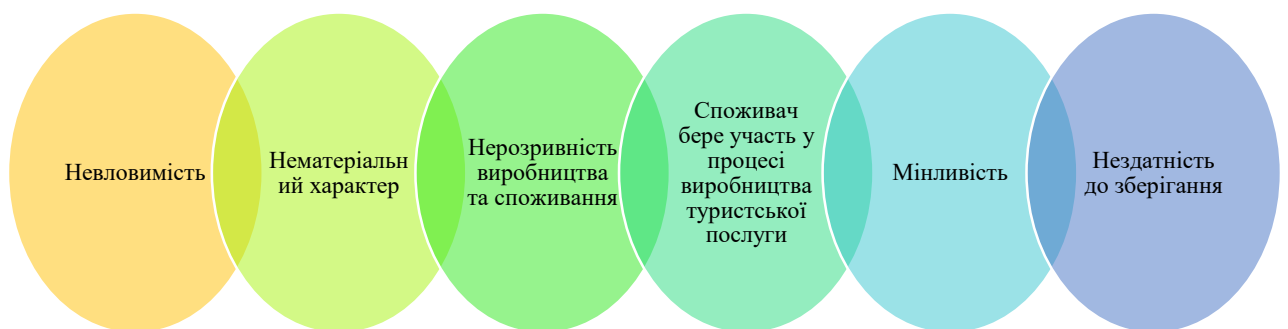 Невловимість
Нематеріальн
ий характер
Нерозривність
виробництва
та споживання
Споживач
бере участь у
процесі
виробництва
туристської
послуги
Мінливість
Нездатність
до зберігання